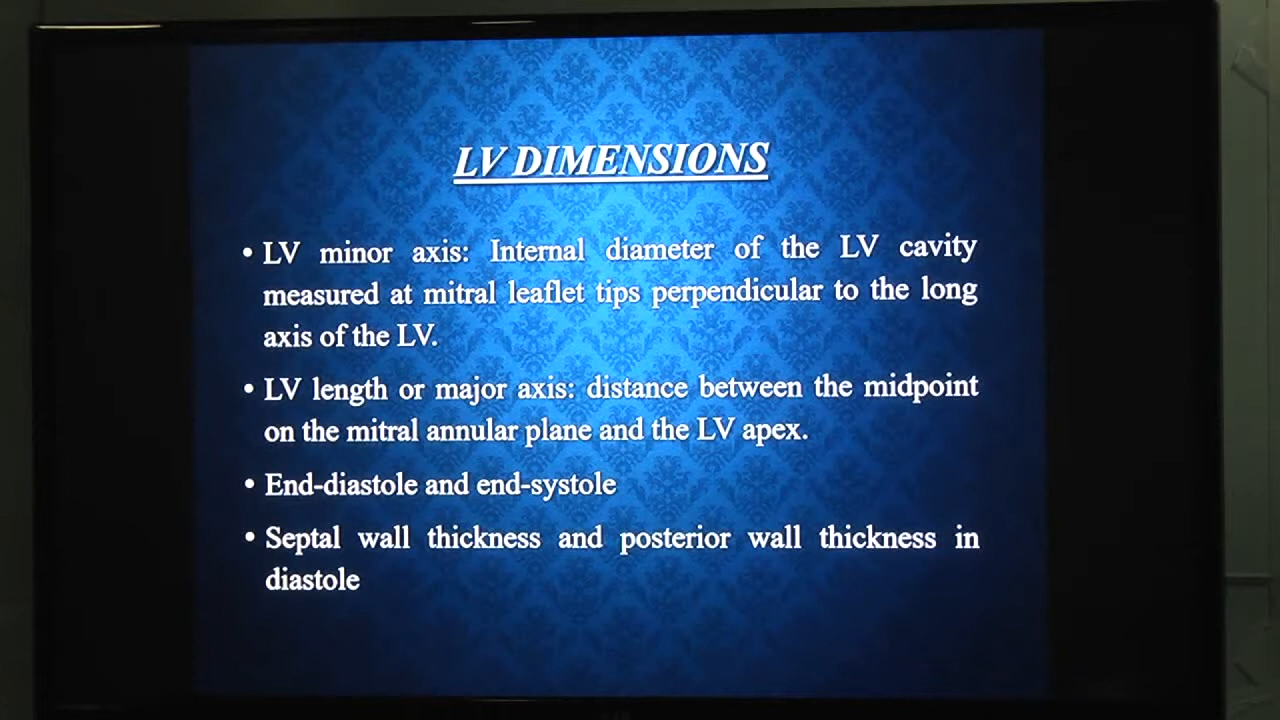 LV DIMENSIONS
• LV minor axis: Internal diameter of the LV cavity
measured at mitral leaflet tips perpendicular to the long
axis of the LV.
• LV length or major axis: distance between the midpoint
on the mitral annular plane and the LV apex.
• End-diastole and end-systole
• Septal wall thickness and posterior wall thickness in
diastole